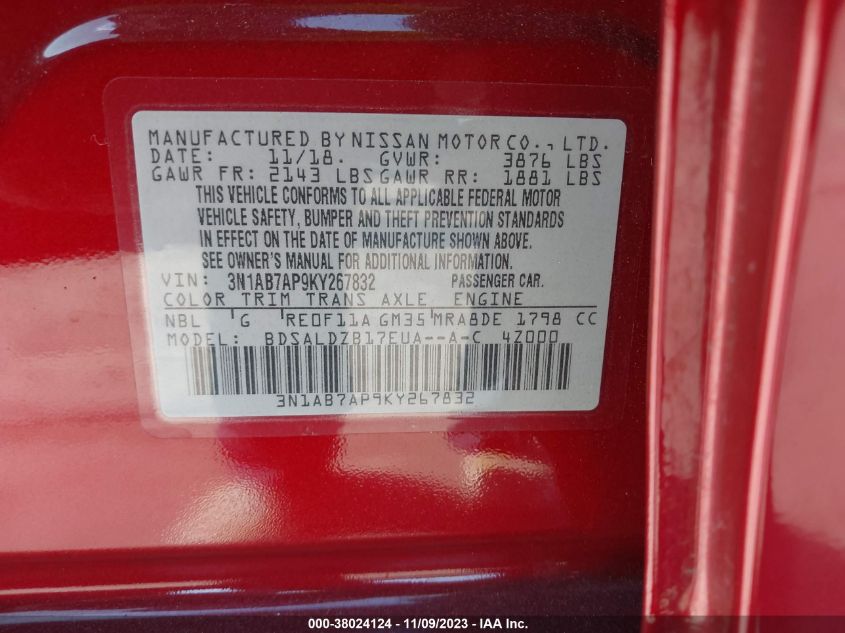 MANUFACTURED BY NISSAN MOTOR CO., LTD.
DATE: 11/18. GVWR: 3876 LBS
GAWR FR: 2143 LBS GAWR RR: 1881 LBS
THIS VEHICLE CONFORMS TO ALL APPLICABLE FEDERAL MOTOR
VEHICLE SAFETY, BUMPER AND THEFT PREVENTION STANDARDS
IN EFFECT ON THE DATE OF MANUFACTURE SHOWN ABOVE.
SEE OWNER'S MANUAL FOR ADDITIONAL INFORMATION.
VIN: 3N1AB7AP9KY267832 PASSENGER CAR.
COLOR TRIM TRANS AXLE ENGINE
NBL G RE0F11A GM35 MRA8DE 1798 CC
MODEL: BDSALDZB17EUA--A-C 4Z000
3N1AB7AP9KY267832
000-38024124 - 11/09/2023 - IAA Inc.